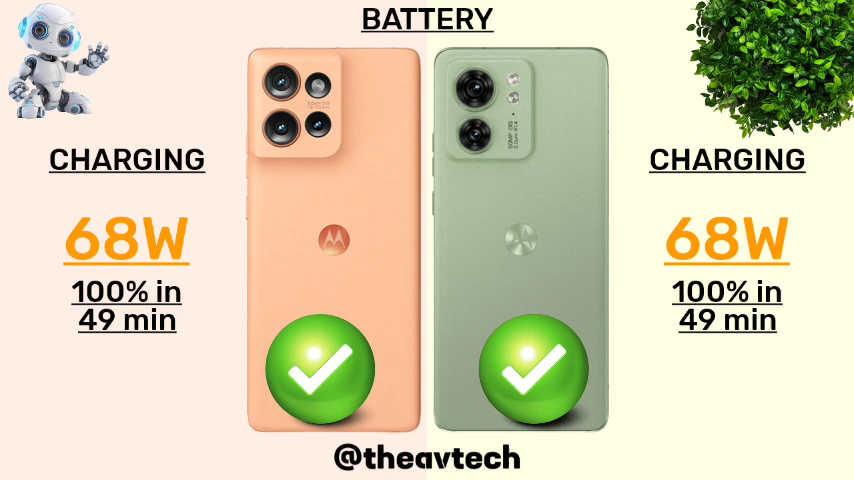 BATTERY
CHARGING
68W
100% in
49 min
CHARGING
68W
100% in
49 min
@theavtech